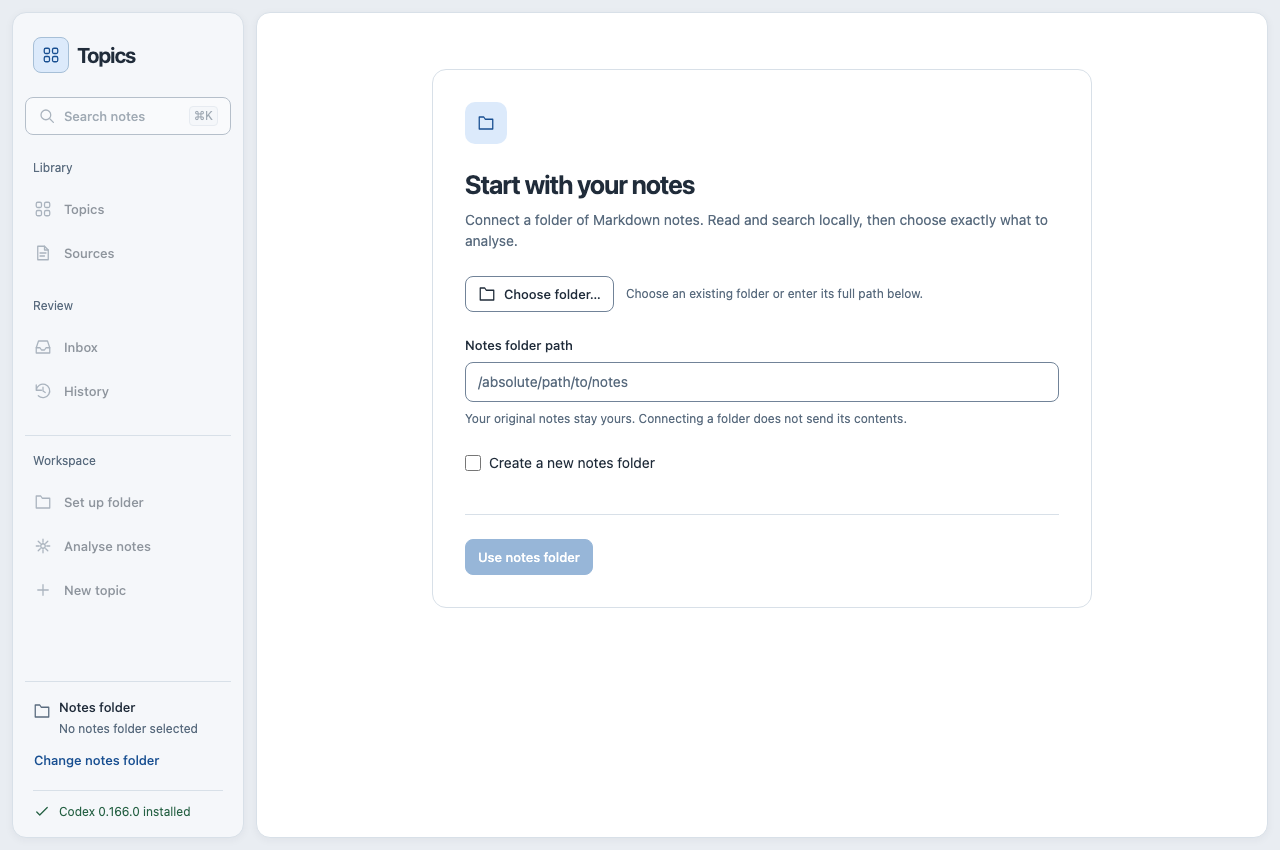 Topics
Search notes ⌘K
Library
Topics
Sources
Review
Inbox
History
Workspace
Set up folder
Analyse notes
New topic
Notes folder
No notes folder selected
Change notes folder
Codex 0.166.0 installed
Start with your notes
Connect a folder of Markdown notes. Read and search locally, then choose exactly what to
analyse.
Choose folder...
Choose an existing folder or enter its full path below.
Notes folder path
/absolute/path/to/notes
Your original notes stay yours. Connecting a folder does not send its contents.
Create a new notes folder
Use notes folder